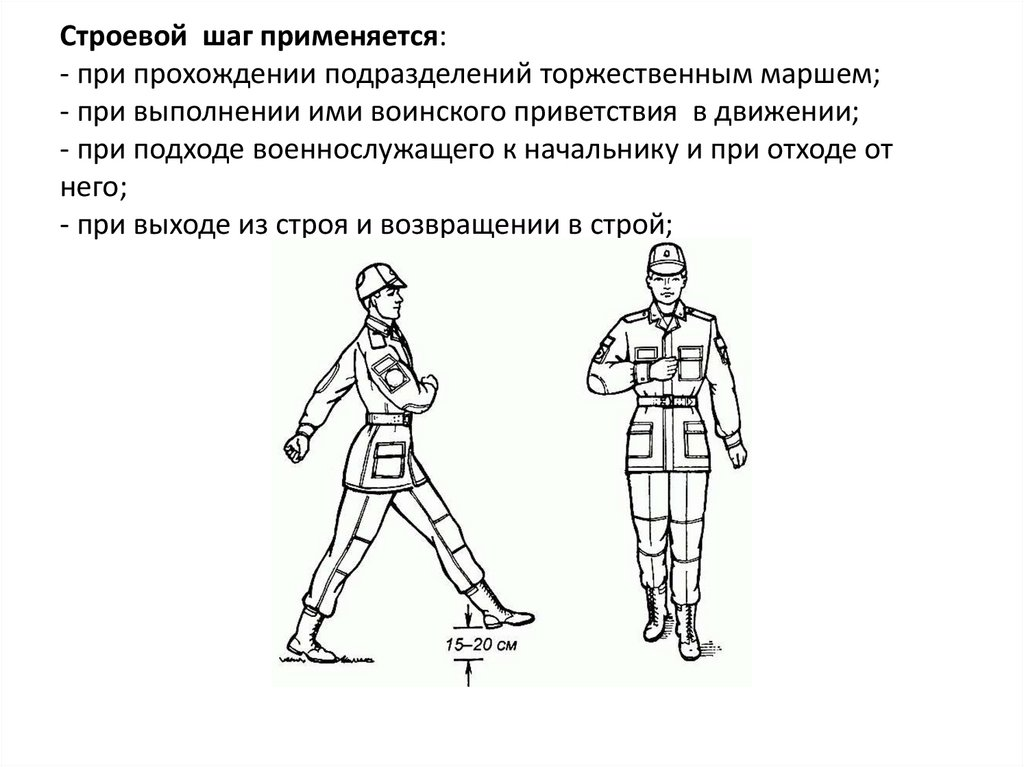 Строевой  шаг применяется:
- при прохождении подразделений торжественным маршем;
- при выполнении ими воинского приветствия  в движении;
- при подходе военнослужащего к начальнику и при отходе от
него;
- при выходе из строя и возвращении в строй;
15–20 см